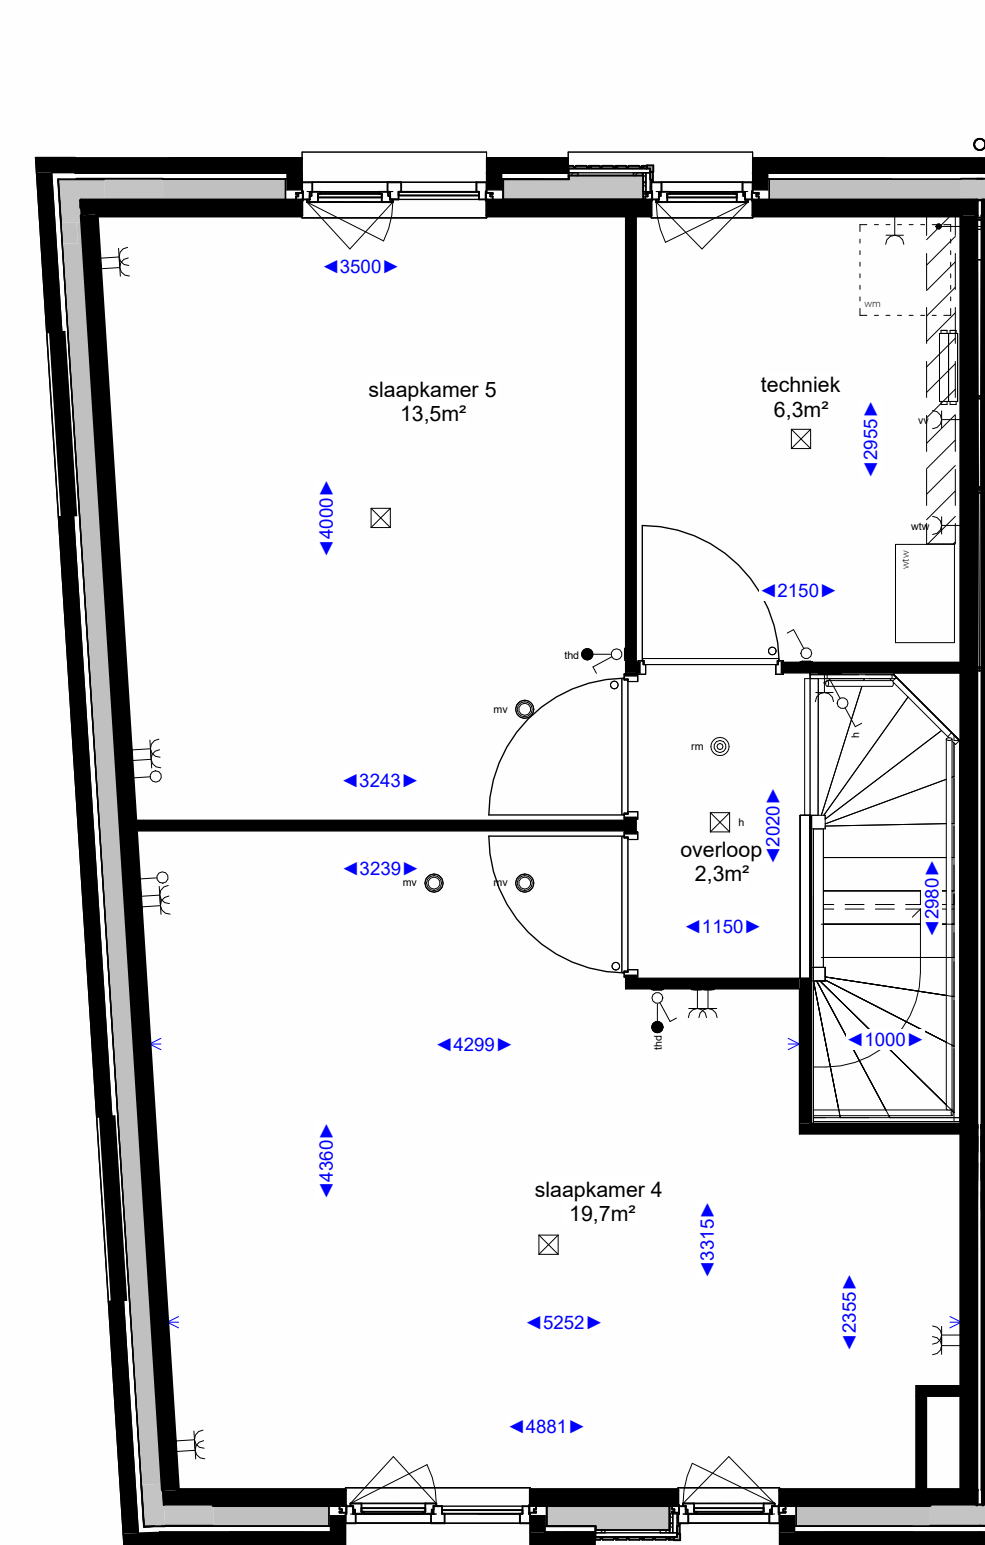 3500
slaapkamer 5
13,5m²
techniek
6,3m²
wm
2955
vv
4000
wtw
wtw
2150
thd
mv
rm
h
3243
2020
h
overloop
2,3m²
3239
mv
mv
2980
1150
thd
4299
1000
4360
slaapkamer 4
19,7m²
3315
2355
5252
4881